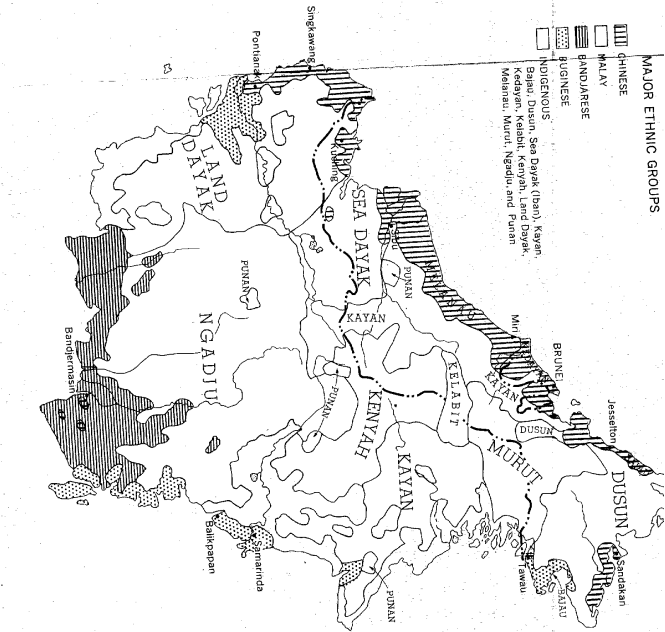 MAJOR ETHNIC GROUPS
CHINESE
MALAY
BANDJARESE
BUGINESE
INDIGENOUS
Bajau, Dusun, Sea Dayak (Iban), Kayan,
Kedayan, Kelabit, Kenyah, Land Dayak,
Melanau, Murut, Ngadju, and Punan
Singkawang
Pontianak
LAND
DAYAK
Kuching
SEA DAYAK
Sibu
PUNAN
MELANAU
Miri
BRUNEI
KAYAN
Jesselton
DUSUN
DUSUN
Sandakan
BAJAU
Tawau
MURUT
KELABIT
KAYAN
KENYAH
PUNAN
KAYAN
PUNAN
NGADJU
PUNAN
Bandjermasin
Balikpapan
Samarinda